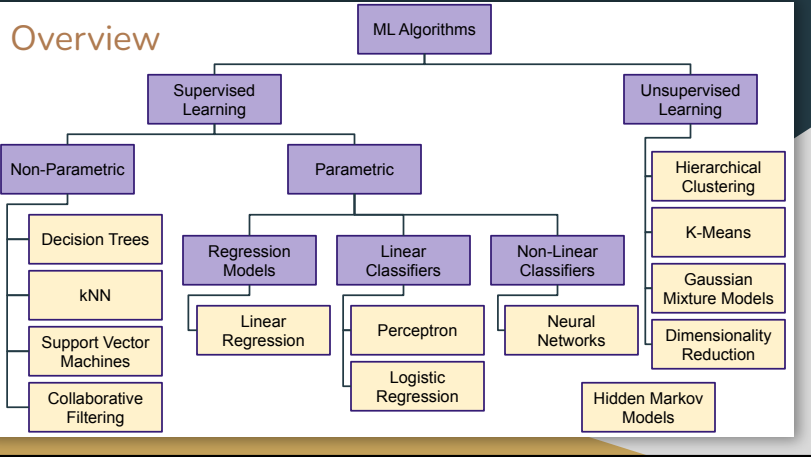 Overview
ML Algorithms
Supervised
Learning
Unsupervised
Learning
Non-Parametric
Parametric
Decision Trees
kNN
Support Vector
Machines
Collaborative
Filtering
Regression
Models
Linear
Regression
Linear
Classifiers
Perceptron
Logistic
Regression
Non-Linear
Classifiers
Neural
Networks
Hierarchical
Clustering
K-Means
Gaussian
Mixture Models
Dimensionality
Reduction
Hidden Markov
Models